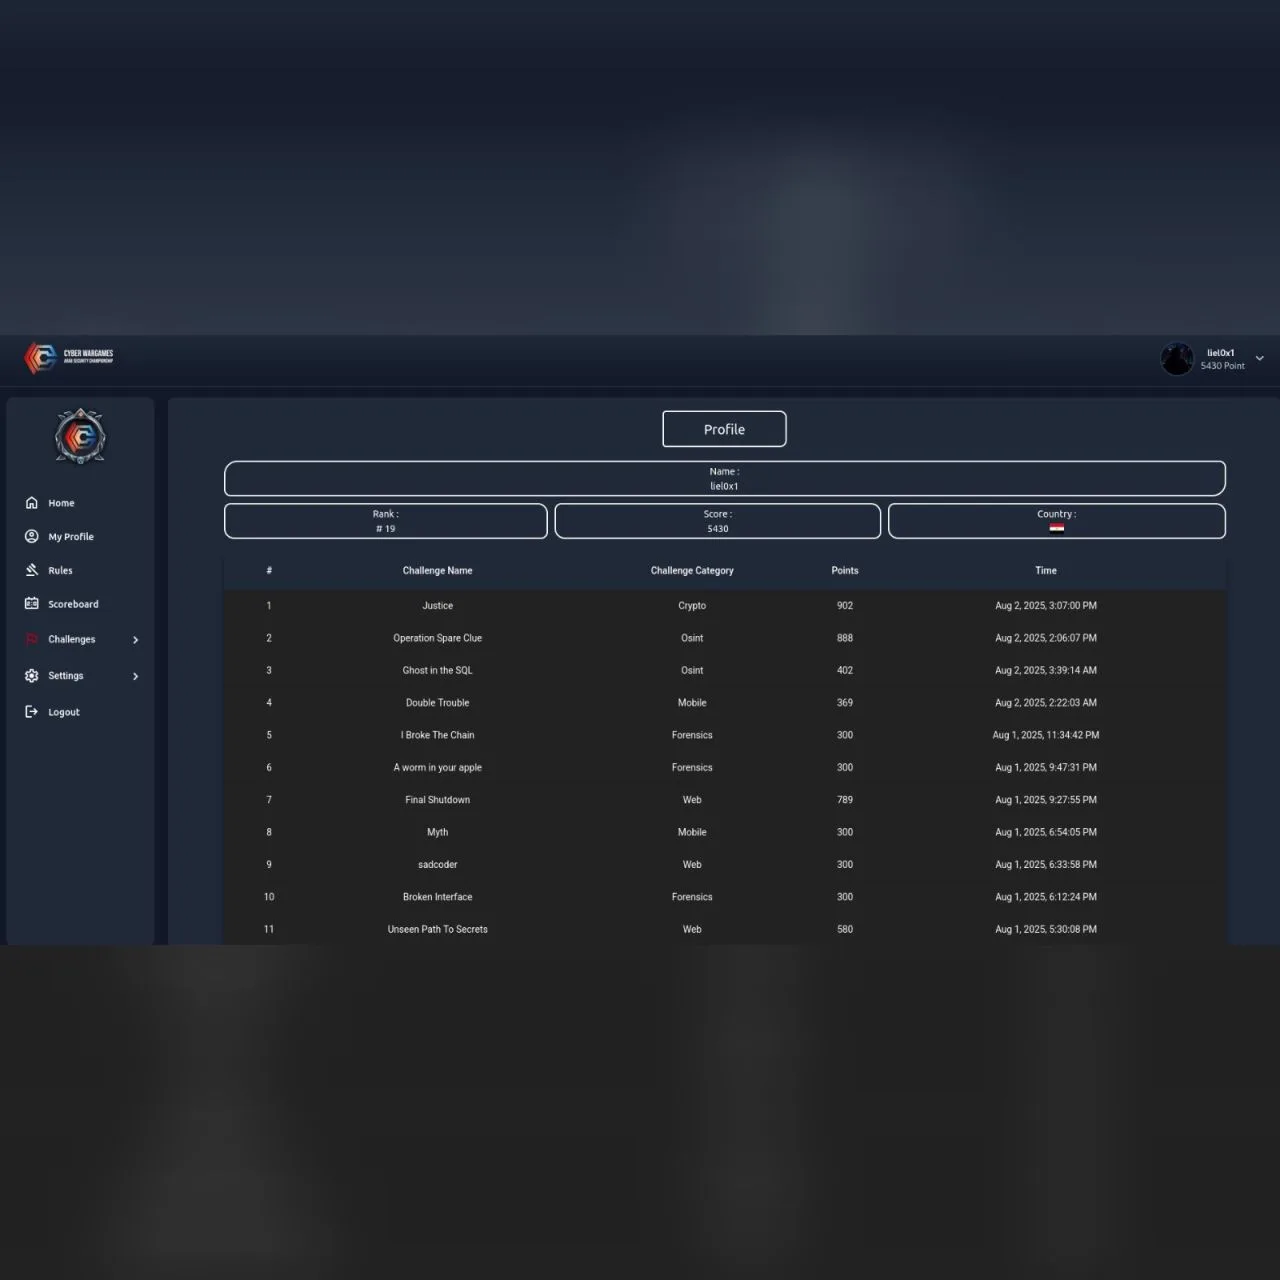 CYBER WARGAMES
ARAB SECURITY CHAMPIONSHIP
liel0x1
5430 Point
Home
My Profile
Rules
Scoreboard
Challenges
Settings
Logout
Profile
Name :
liel0x1
Rank :
# 19
Score :
5430
Country :
# Challenge Name Challenge Category Points Time
1 Justice Crypto 902 Aug 2, 2025, 3:07:00 PM
2 Operation Spare Clue Osint 888 Aug 2, 2025, 2:06:07 PM
3 Ghost in the SQL Osint 402 Aug 2, 2025, 3:39:14 AM
4 Double Trouble Mobile 369 Aug 2, 2025, 2:22:03 AM
5 I Broke The Chain Forensics 300 Aug 1, 2025, 11:34:42 PM
6 A worm in your apple Forensics 300 Aug 1, 2025, 9:47:31 PM
7 Final Shutdown Web 789 Aug 1, 2025, 9:27:55 PM
8 Myth Mobile 300 Aug 1, 2025, 6:54:05 PM
9 sadcoder Web 300 Aug 1, 2025, 6:33:58 PM
10 Broken Interface Forensics 300 Aug 1, 2025, 6:12:24 PM
11 Unseen Path To Secrets Web 580 Aug 1, 2025, 5:30:08 PM